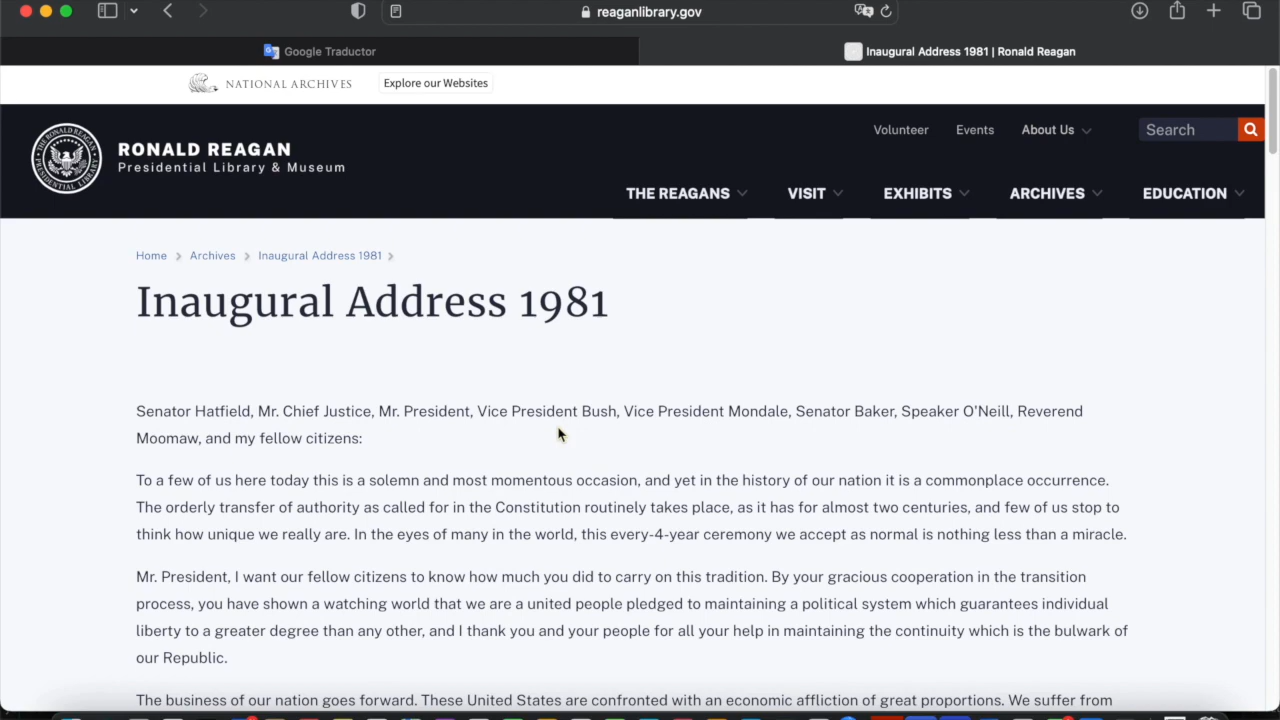 reaganlibrary.gov
Google Traductor
Inaugural Address 1981 | Ronald Reagan
NATIONAL ARCHIVES
Explore our Websites
Volunteer
Events
About Us
Search
RONALD REAGAN
Presidential Library & Museum
THE REAGANS
VISIT
EXHIBITS
ARCHIVES
EDUCATION
Home
Archives
Inaugural Address 1981
Inaugural Address 1981
Senator Hatfield, Mr. Chief Justice, Mr. President, Vice President Bush, Vice President Mondale, Senator Baker, Speaker O'Neill, Reverend
Moomaw, and my fellow citizens:
To a few of us here today this is a solemn and most momentous occasion, and yet in the history of our nation it is a commonplace occurrence.
The orderly transfer of authority as called for in the Constitution routinely takes place, as it has for almost two centuries, and few of us stop to
think how unique we really are. In the eyes of many in the world, this every-4-year ceremony we accept as normal is nothing less than a miracle.
Mr. President, I want our fellow citizens to know how much you did to carry on this tradition. By your gracious cooperation in the transition
process, you have shown a watching world that we are a united people pledged to maintaining a political system which guarantees individual
liberty to a greater degree than any other, and I thank you and your people for all your help in maintaining the continuity which is the bulwark of
our Republic.
The business of our nation goes forward. These United States are confronted with an economic affliction of great proportions. We suffer from